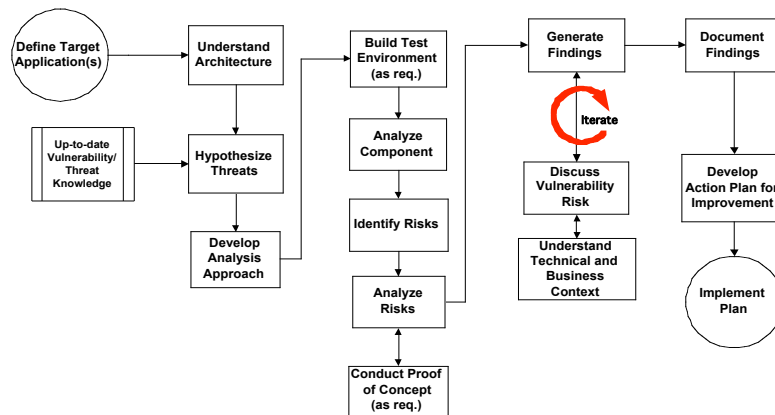 Define Target
Application(s)
Understand
Architecture
Up-to-date
Vulnerability/
Threat
Knowledge
Hypothesize
Threats
Develop
Analysis
Approach
Build Test
Environment
(as req.)
Analyze
Component
Identify Risks
Analyze
Risks
Conduct Proof
of Concept
(as req.)
Generate
Findings
Iterate
Discuss
Vulnerability
Risk
Understand
Technical and
Business
Context
Document
Findings
Develop
Action Plan for
Improvement
Implement
Plan